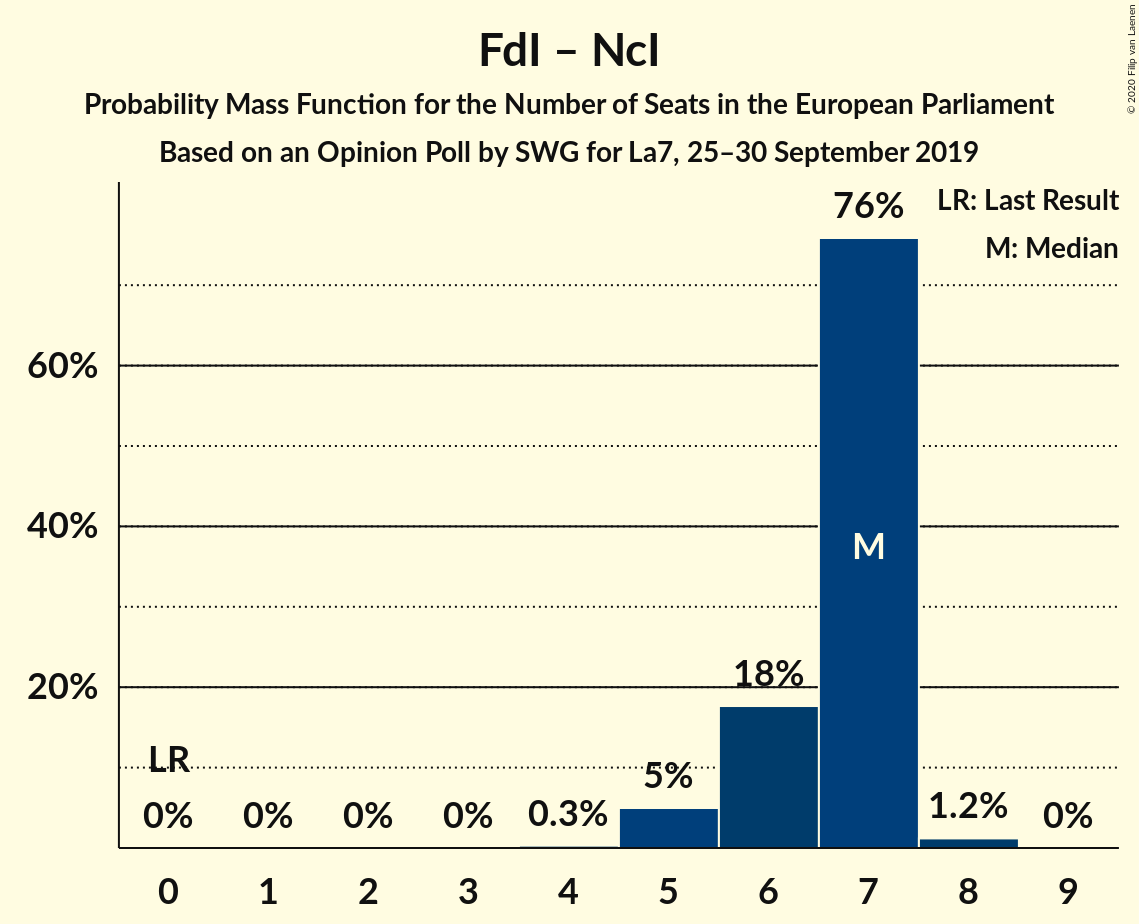 FdI – NcI
Probability Mass Function for the Number of Seats in the European Parliament
Based on an Opinion Poll by SWG for La7, 25–30 September 2019
© 2020 Filip van Laenen
LR: Last Result
M: Median
76%
60%
40%
20%
M
18%
LR
5%
0% 0% 0% 0% 0.3% 1.2% 0%
0 1 2 3 4 5 6 7 8 9